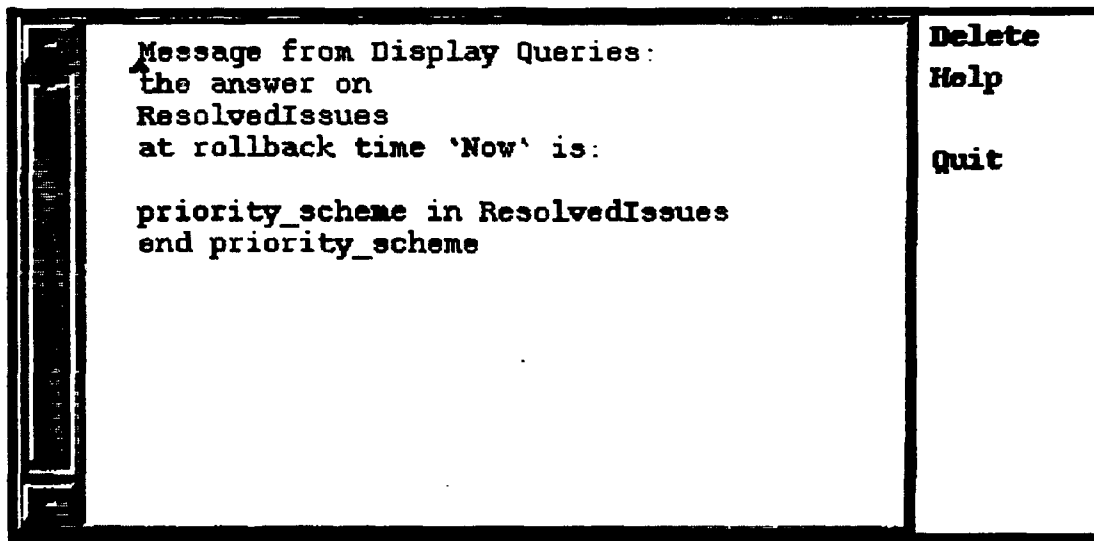 Message from Display Queries:
the answer on
ResolvedIssues
at rollback time `Now` is:
priority_scheme in ResolvedIssues
end priority_scheme
Delete
Help
Quit